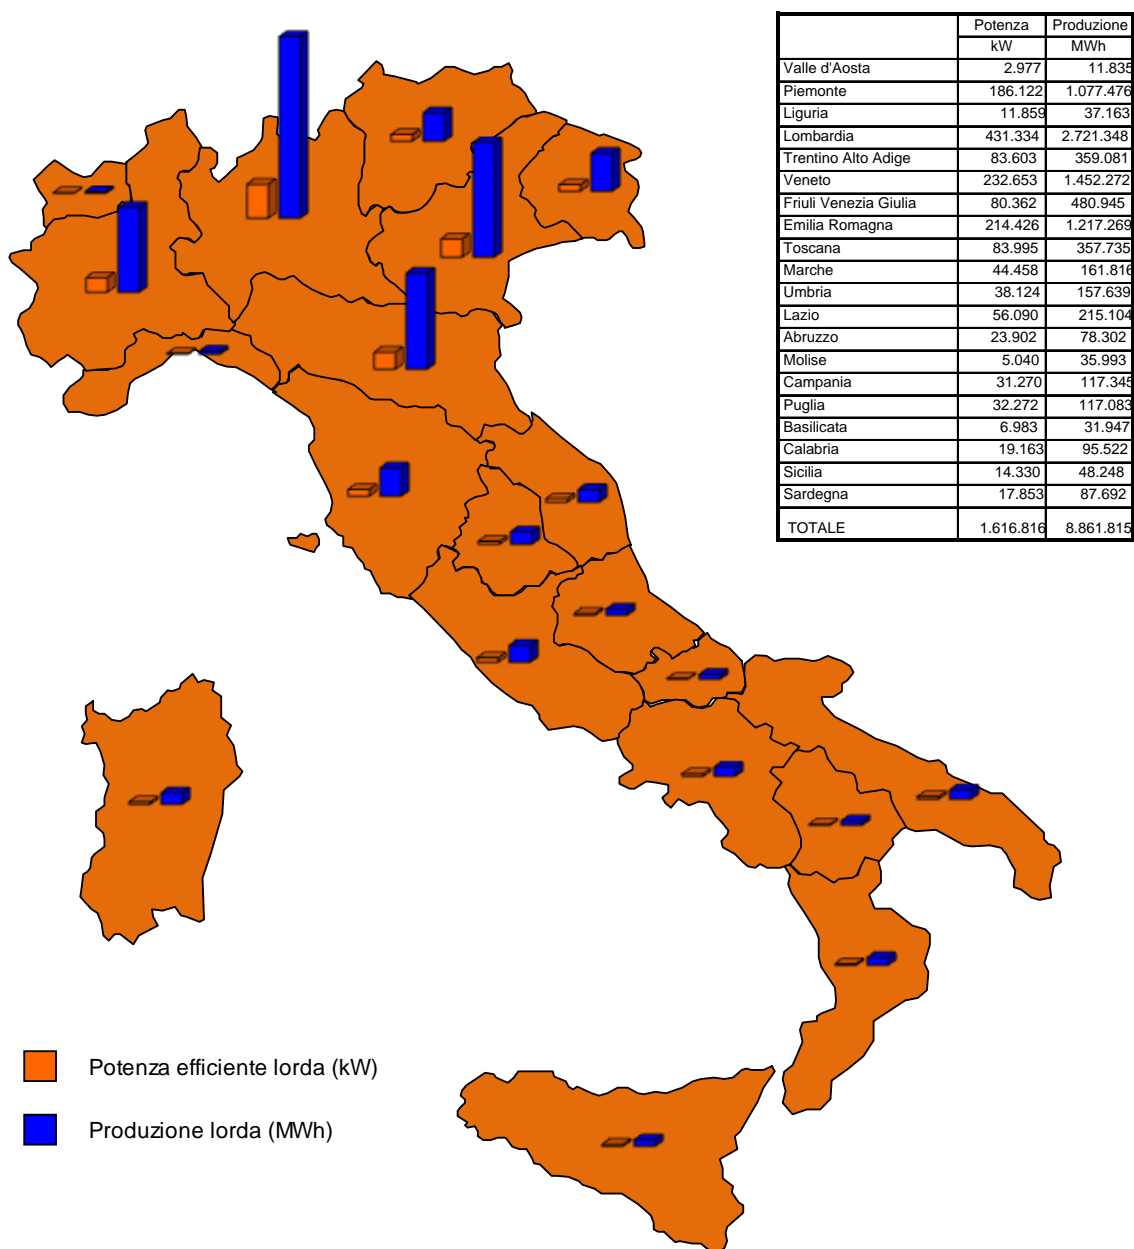 Potenza Produzione
kW MWh
Valle d'Aosta 2.977 11.835
Piemonte 186.122 1.077.476
Liguria 11.859 37.163
Lombardia 431.334 2.721.348
Trentino Alto Adige 83.603 359.081
Veneto 232.653 1.452.272
Friuli Venezia Giulia 80.362 480.945
Emilia Romagna 214.426 1.217.269
Toscana 83.995 357.735
Marche 44.458 161.816
Umbria 38.124 157.639
Lazio 56.090 215.104
Abruzzo 23.902 78.302
Molise 5.040 35.993
Campania 31.270 117.345
Puglia 32.272 117.083
Basilicata 6.983 31.947
Calabria 19.163 95.522
Sicilia 14.330 48.248
Sardegna 17.853 87.692
TOTALE 1.616.816 8.861.815
Potenza efficiente lorda (kW)
Produzione lorda (MWh)